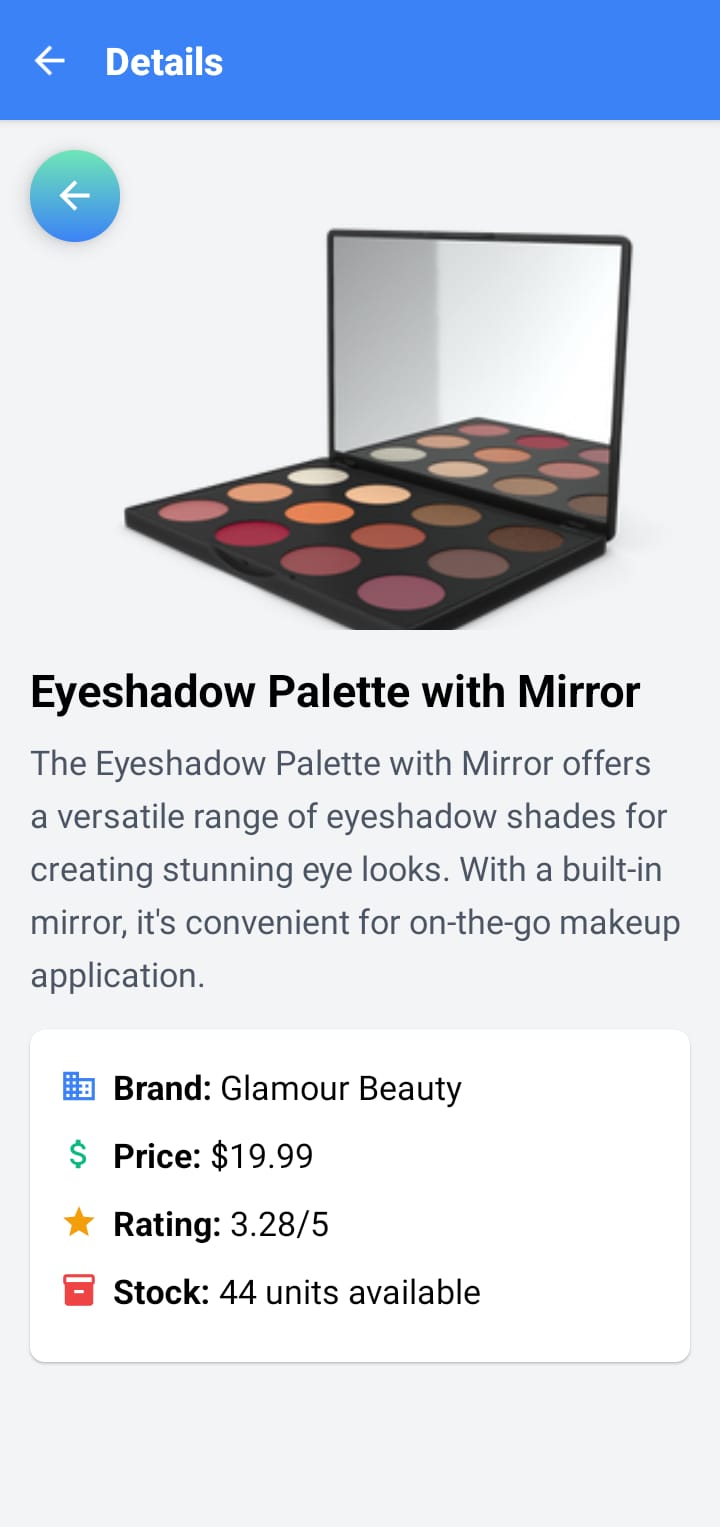 Details
Eyeshadow Palette with Mirror
The Eyeshadow Palette with Mirror offers
a versatile range of eyeshadow shades for
creating stunning eye looks. With a built-in
mirror, it's convenient for on-the-go makeup
application.
Brand: Glamour Beauty
Price: $19.99
Rating: 3.28/5
Stock: 44 units available